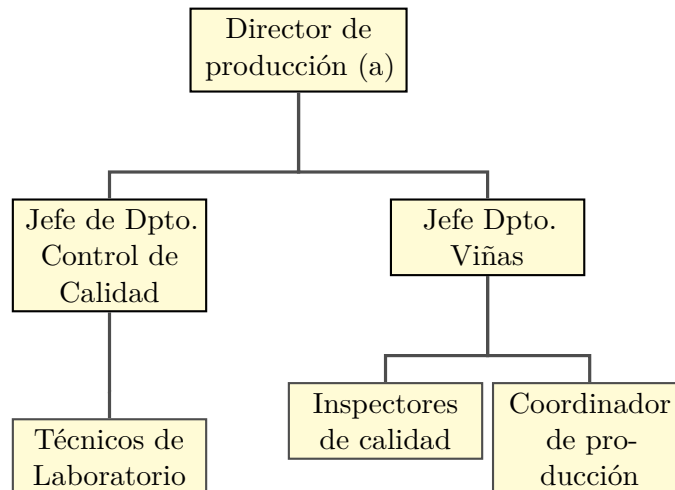 Director de
producción (a)
Jefe de Dpto.
Control de
Calidad
Jefe Dpto.
Viñas
Técnicos de
Laboratorio
Inspectores
de calidad
Coordinador
de pro-
ducción